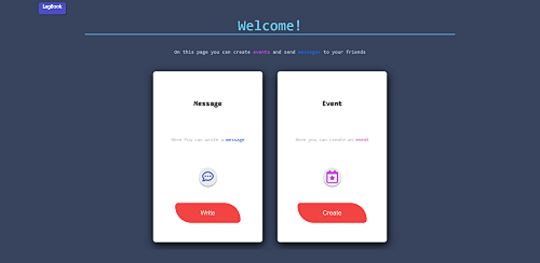 LogBook
Welcome!
On this page you can create events and send messages to your friends
Message
Here You can write a message
Write
Event
Here you can create an event
Create